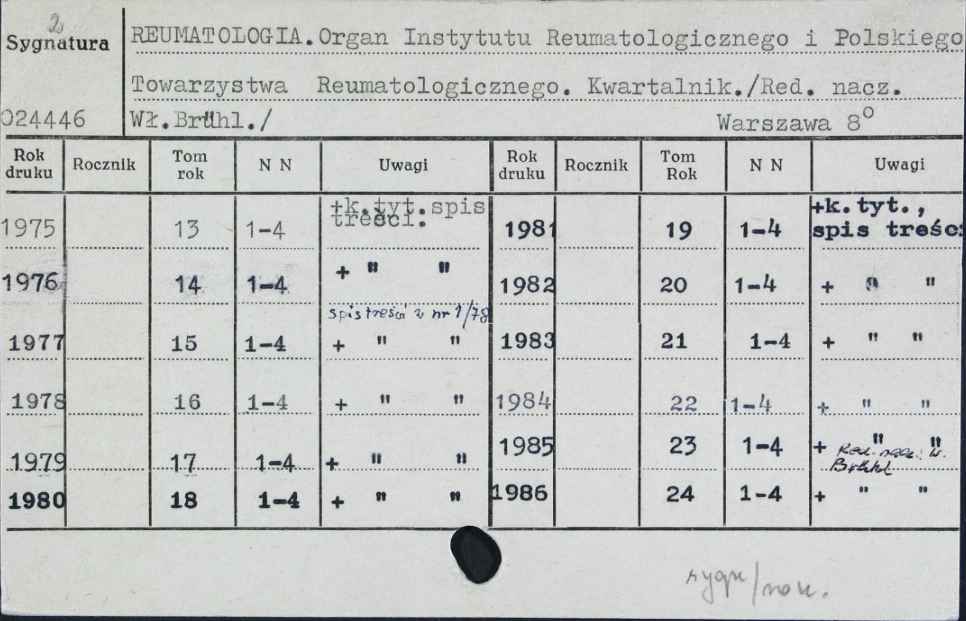 2
Sygnatura
REUMATOLOGIA. Organ Instytutu Reumatologicznego i Polskiego
Towarzystwa Reumatologicznego. Kwartalnik./Red. nacz.
024446 Wł.Brühl./ Warszawa 8°
Rok druku Rocznik Tom rok N N Uwagi Rok druku Rocznik Tom Rok N N Uwagi
1975 13 1-4 +k.tyt.spis treści. 1981 19 1-4 +k.tyt., spis treści
1976 14 1-4 + " " 1982 20 1-4 + " "
spis treści w nr 1/78
1977 15 1-4 + " " 1983 21 1-4 + " "
1978 16 1-4 + " " 1984 22 1-4 + " "
1979 17 1-4 + " " 1985 23 1-4 + " "
Red. nacz. W. Brühl
1980 18 1-4 + " " 1986 24 1-4 + " "